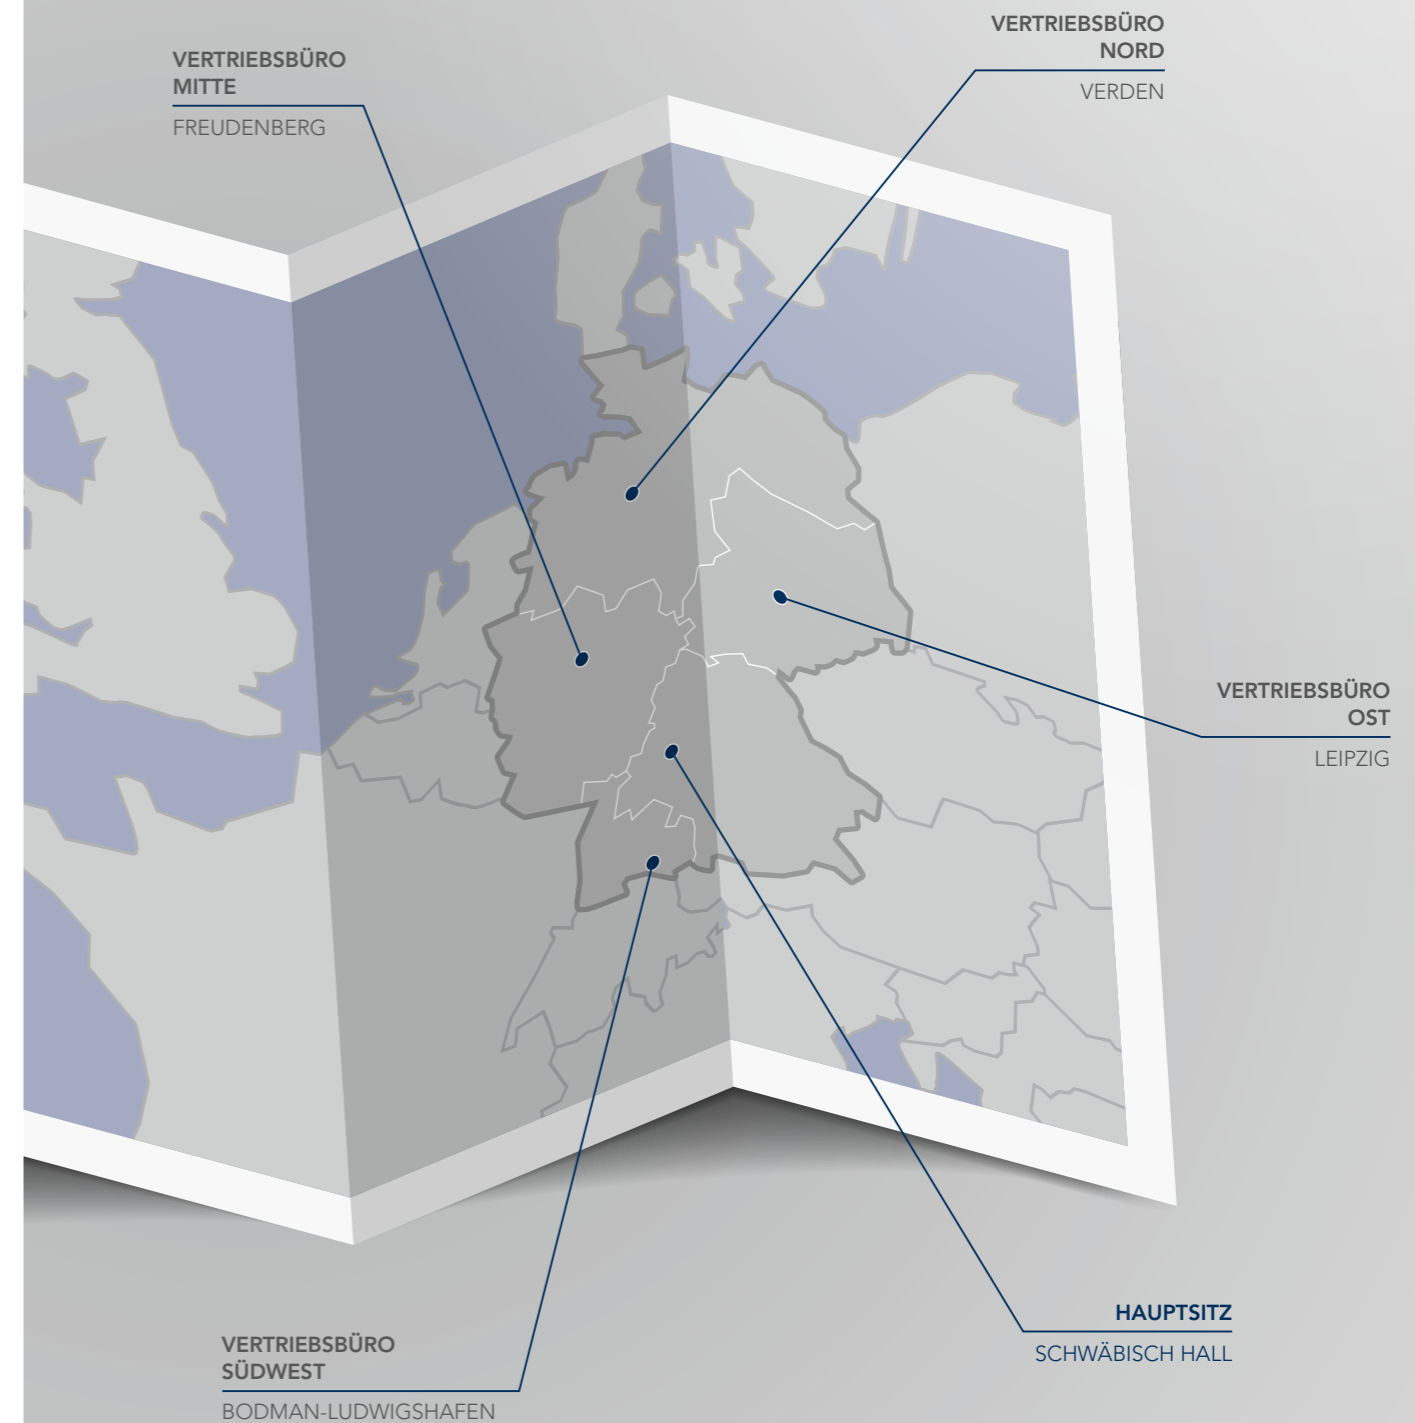 VERTRIEBSBÜRO
NORD
VERDEN
VERTRIEBSBÜRO
MITTE
FREUDENBERG
VERTRIEBSBÜRO
OST
LEIPZIG
HAUPTSITZ
SCHWÄBISCH HALL
VERTRIEBSBÜRO
SÜDWEST
BODMAN-LUDWIGSHAFEN